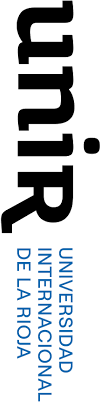 uniR
UNIVERSIDAD
INTERNACIONAL
DE LA RIOJA